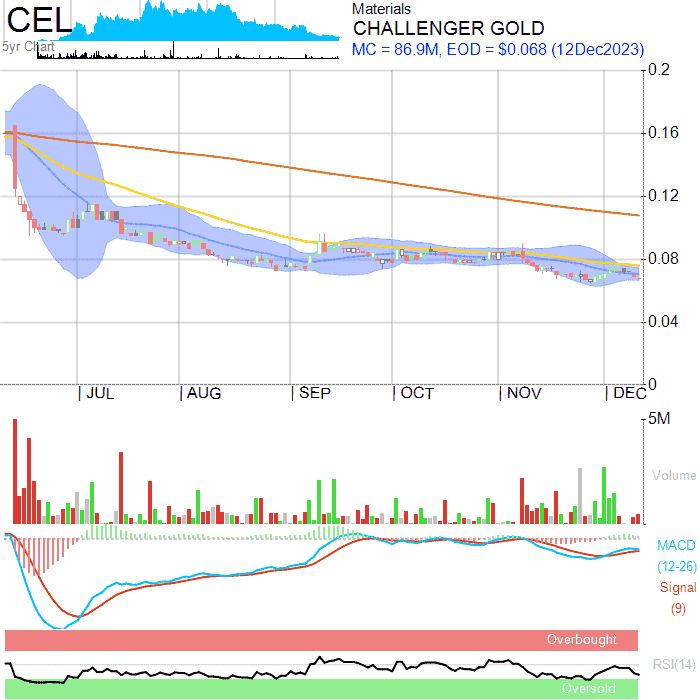 CEL
5yr Chart
Materials
CHALLENGER GOLD
MC = 86.9M, EOD = $0.068 (12Dec2023)
0.2
0.16
0.12
0.08
0.04
0
JUL AUG SEP OCT NOV DEC
5M
Volume
MACD
(12-26)
Signal
(9)
Overbought
RSI(14)
Oversold